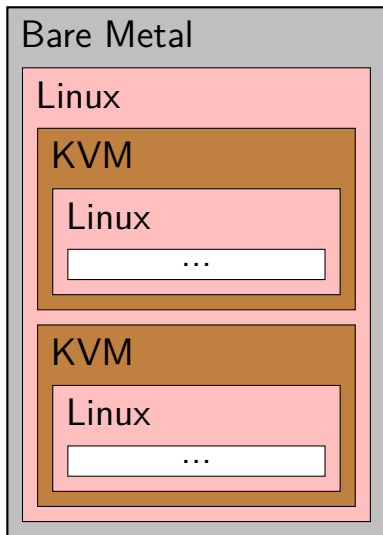 Bare Metal
Linux
KVM
Linux
...
KVM
Linux
...